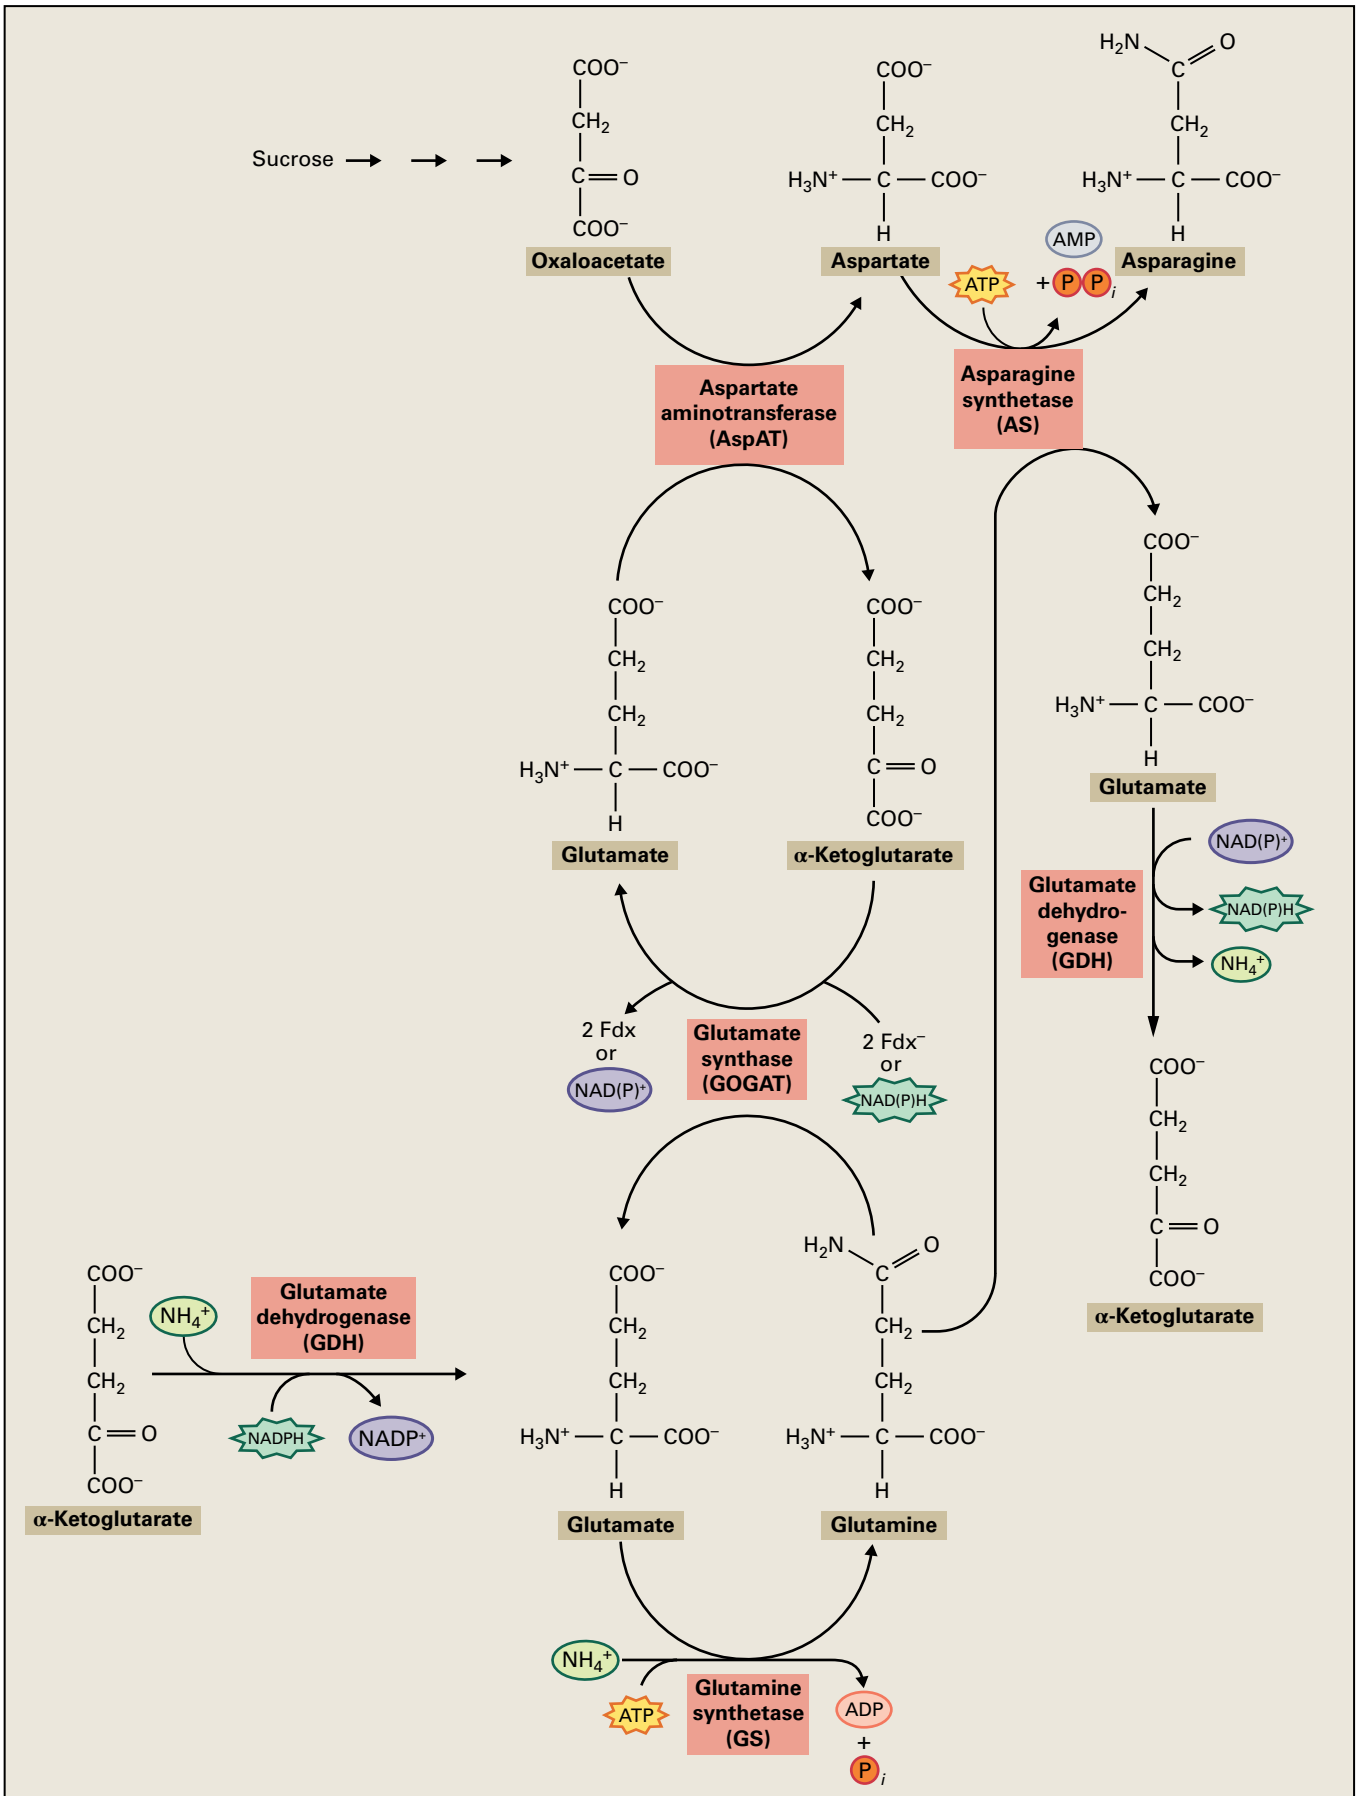 H₂N C O
COO⁻ COO⁻
CH₂ CH₂ CH₂
Sucrose
C O H₃N⁺ C COO⁻ H₃N⁺ C COO⁻
COO⁻ H H
AMP
Oxaloacetate Aspartate Asparagine
ATP + P P i
Asparagine
synthetase
(AS)
Aspartate
aminotransferase
(AspAT)
COO⁻
CH₂
CH₂
H₃N⁺ C COO⁻
H
Glutamate
COO⁻ COO⁻
CH₂ CH₂
CH₂ CH₂
H₃N⁺ C COO⁻ C O
H COO⁻
Glutamate α-Ketoglutarate
NAD(P)⁺
Glutamate
dehydro-
genase
(GDH)
NAD(P)H
NH₄⁺
2 Fdx
or
NAD(P)⁺
Glutamate
synthase
(GOGAT)
2 Fdx⁻
or
NAD(P)H
COO⁻
CH₂
CH₂
C O
COO⁻
α-Ketoglutarate
COO⁻
CH₂
CH₂
C O
COO⁻
α-Ketoglutarate
NH₄⁺
Glutamate
dehydrogenase
(GDH)
NADPH NADP⁺
COO⁻
CH₂
CH₂
H₃N⁺ C COO⁻
H
Glutamate
H₂N O
C
CH₂
CH₂
H₃N⁺ C COO⁻
H
Glutamine
NH₄⁺
ATP
Glutamine
synthetase
(GS)
ADP
+
P i